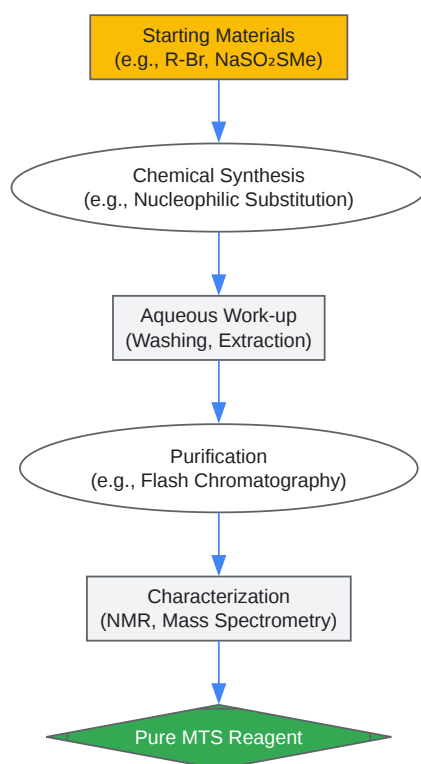 Starting Materials
(e.g., R-Br, NaSO₂SMe)
Chemical Synthesis
(e.g., Nucleophilic Substitution)
Aqueous Work-up
(Washing, Extraction)
Purification
(e.g., Flash Chromatography)
Characterization
(NMR, Mass Spectrometry)
Pure MTS Reagent